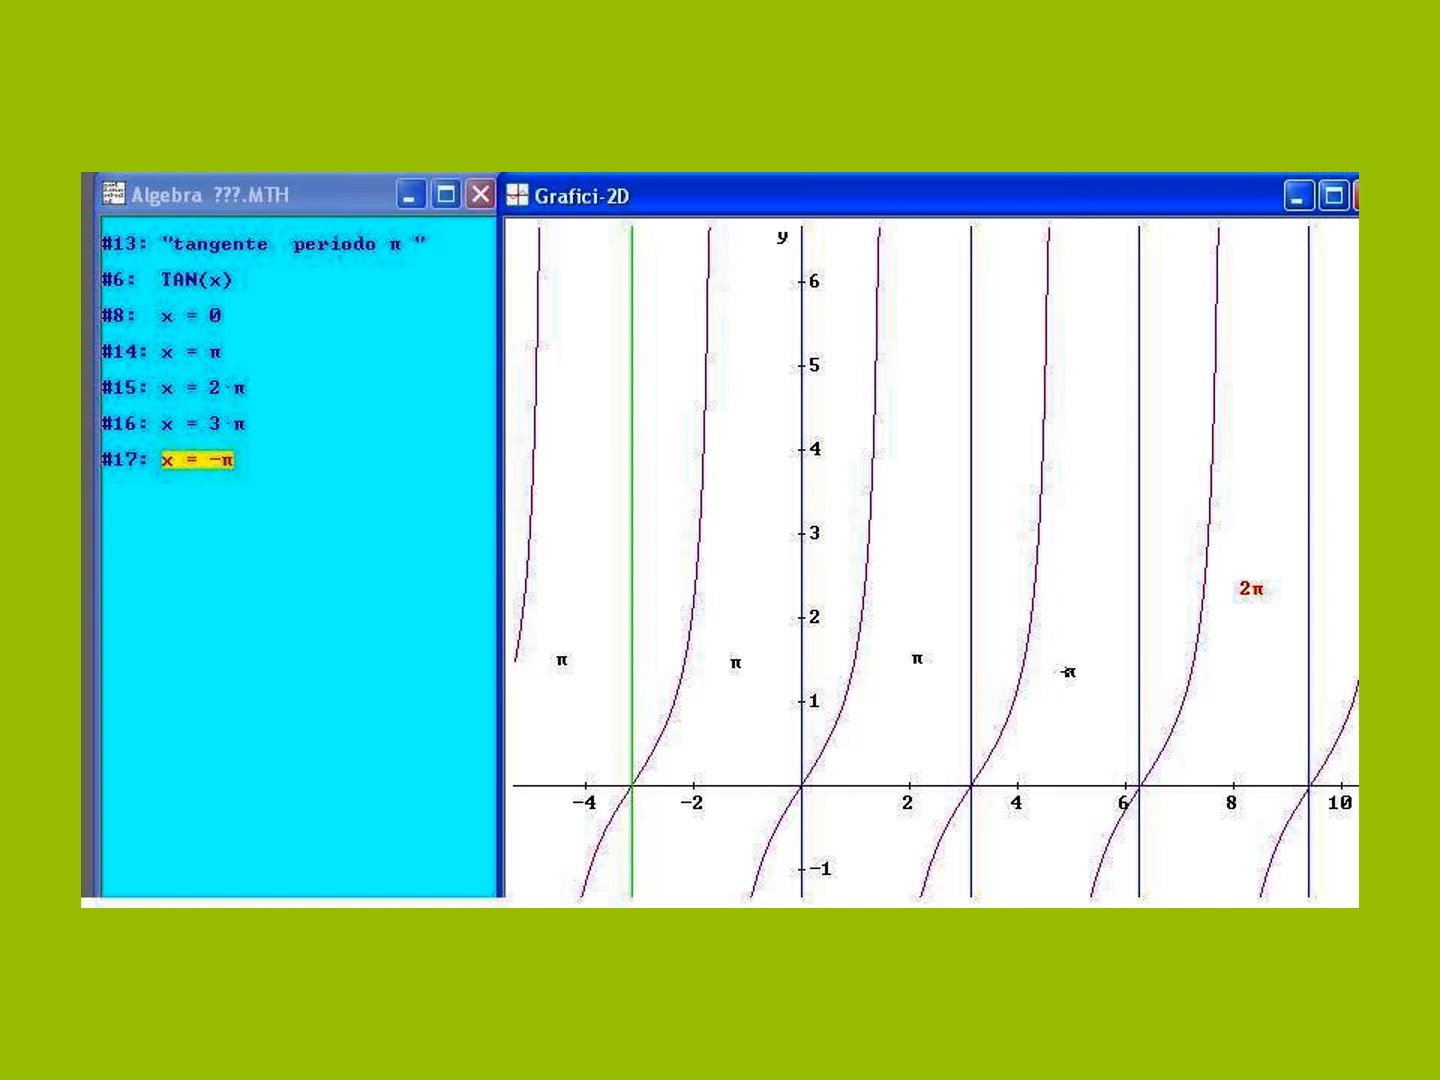 Algebra ???.MTH
#13: "tangente periodo π "
#6: TAN(x)
#8: x = 0
#14: x = π
#15: x = 2·π
#16: x = 3·π
#17: x = -π
Grafici-2D
y
6
5
4
3
2
1
-1
-4 -2 2 4 6 8 10
π π π π
2π